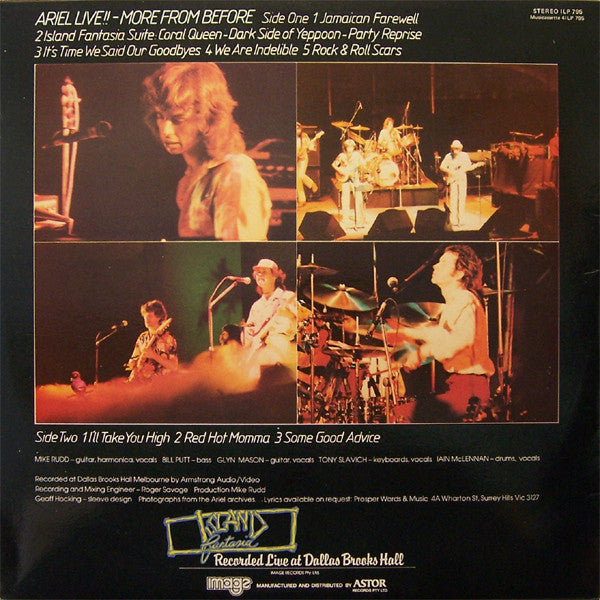 ARIEL LIVE!! - MORE FROM BEFORE Side One 1 Jamaican Farewell
2 Island Fantasia Suite: Coral Queen - Dark Side of Yeppoon - Party Reprise
3 It's Time We Said Our Goodbyes 4 We Are Indelible 5 Rock & Roll Scars
STEREO ILP 795
Musicassette 4ILP 795
Side Two 1 I'll Take You High 2 Red Hot Momma 3 Some Good Advice
MIKE RUDD - guitar, harmonica, vocals BILL PUTT - bass GLYN MASON - guitar, vocals TONY SLAVICH - keyboards, vocals IAIN McLENNAN - drums, vocals
Recorded at Dallas Brooks Hall Melbourne by Armstrong Audio/Video
Recording and Mixing Engineer - Roger Savage Production Mike Rudd
Geoff Hocking - sleeve design Photographs from the Ariel archives Lyrics available on request: Prosper Words & Music 4A Wharton St, Surrey Hills Vic 3127
ISLAND
fantasia
Recorded Live at Dallas Brooks Hall
IMAGE RECORDS Pty Ltd
image MANUFACTURED AND DISTRIBUTED BY ASTOR
RECORDS PTY LTD